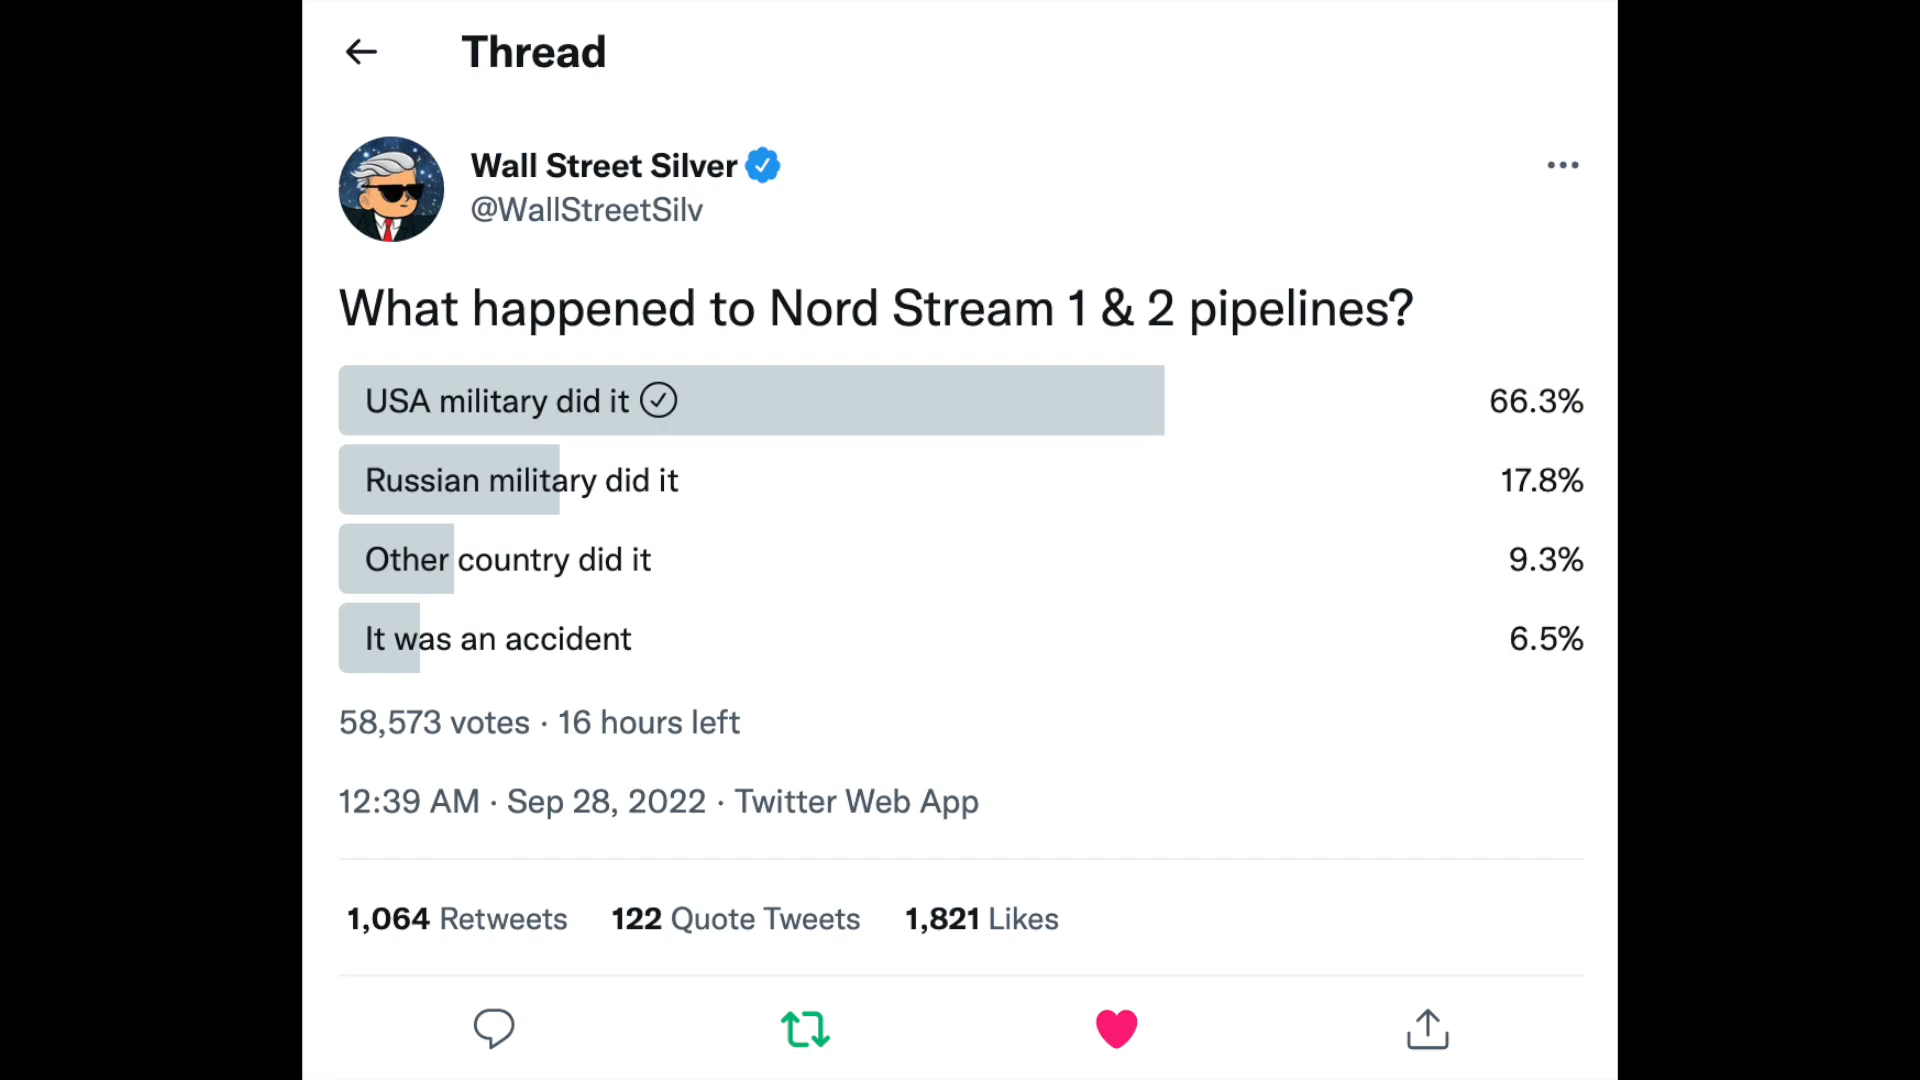 Thread
Wall Street Silver
@WallStreetSilv
What happened to Nord Stream 1 & 2 pipelines?
USA military did it 66.3%
Russian military did it 17.8%
Other country did it 9.3%
It was an accident 6.5%
58,573 votes · 16 hours left
12:39 AM · Sep 28, 2022 · Twitter Web App
1,064 Retweets 122 Quote Tweets 1,821 Likes